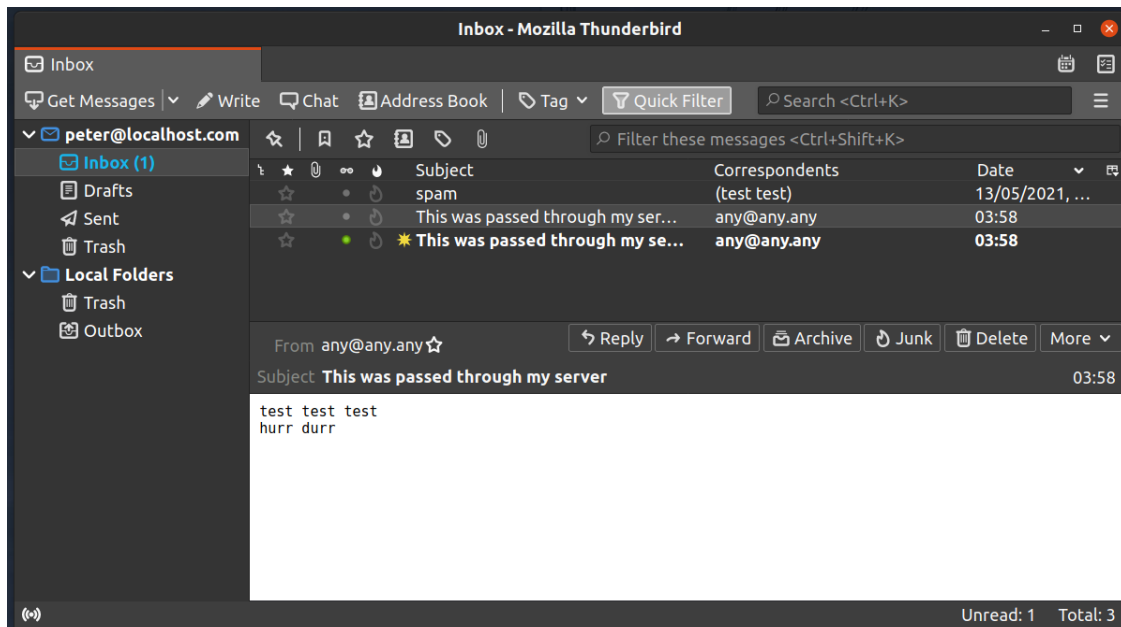 Inbox - Mozilla Thunderbird
Inbox
Get Messages Write Chat Address Book Tag Quick Filter Search <Ctrl+K>
peter@localhost.com
Filter these messages <Ctrl+Shift+K>
Inbox (1)
Drafts
Sent
Trash
Local Folders
Trash
Outbox
Subject Correspondents Date
spam (test test) 13/05/2021, ...
This was passed through my ser... any@any.any 03:58
This was passed through my se... any@any.any 03:58
From any@any.any Reply Forward Archive Junk Delete More
Subject This was passed through my server 03:58
test test test
hurr durr
Unread: 1 Total: 3